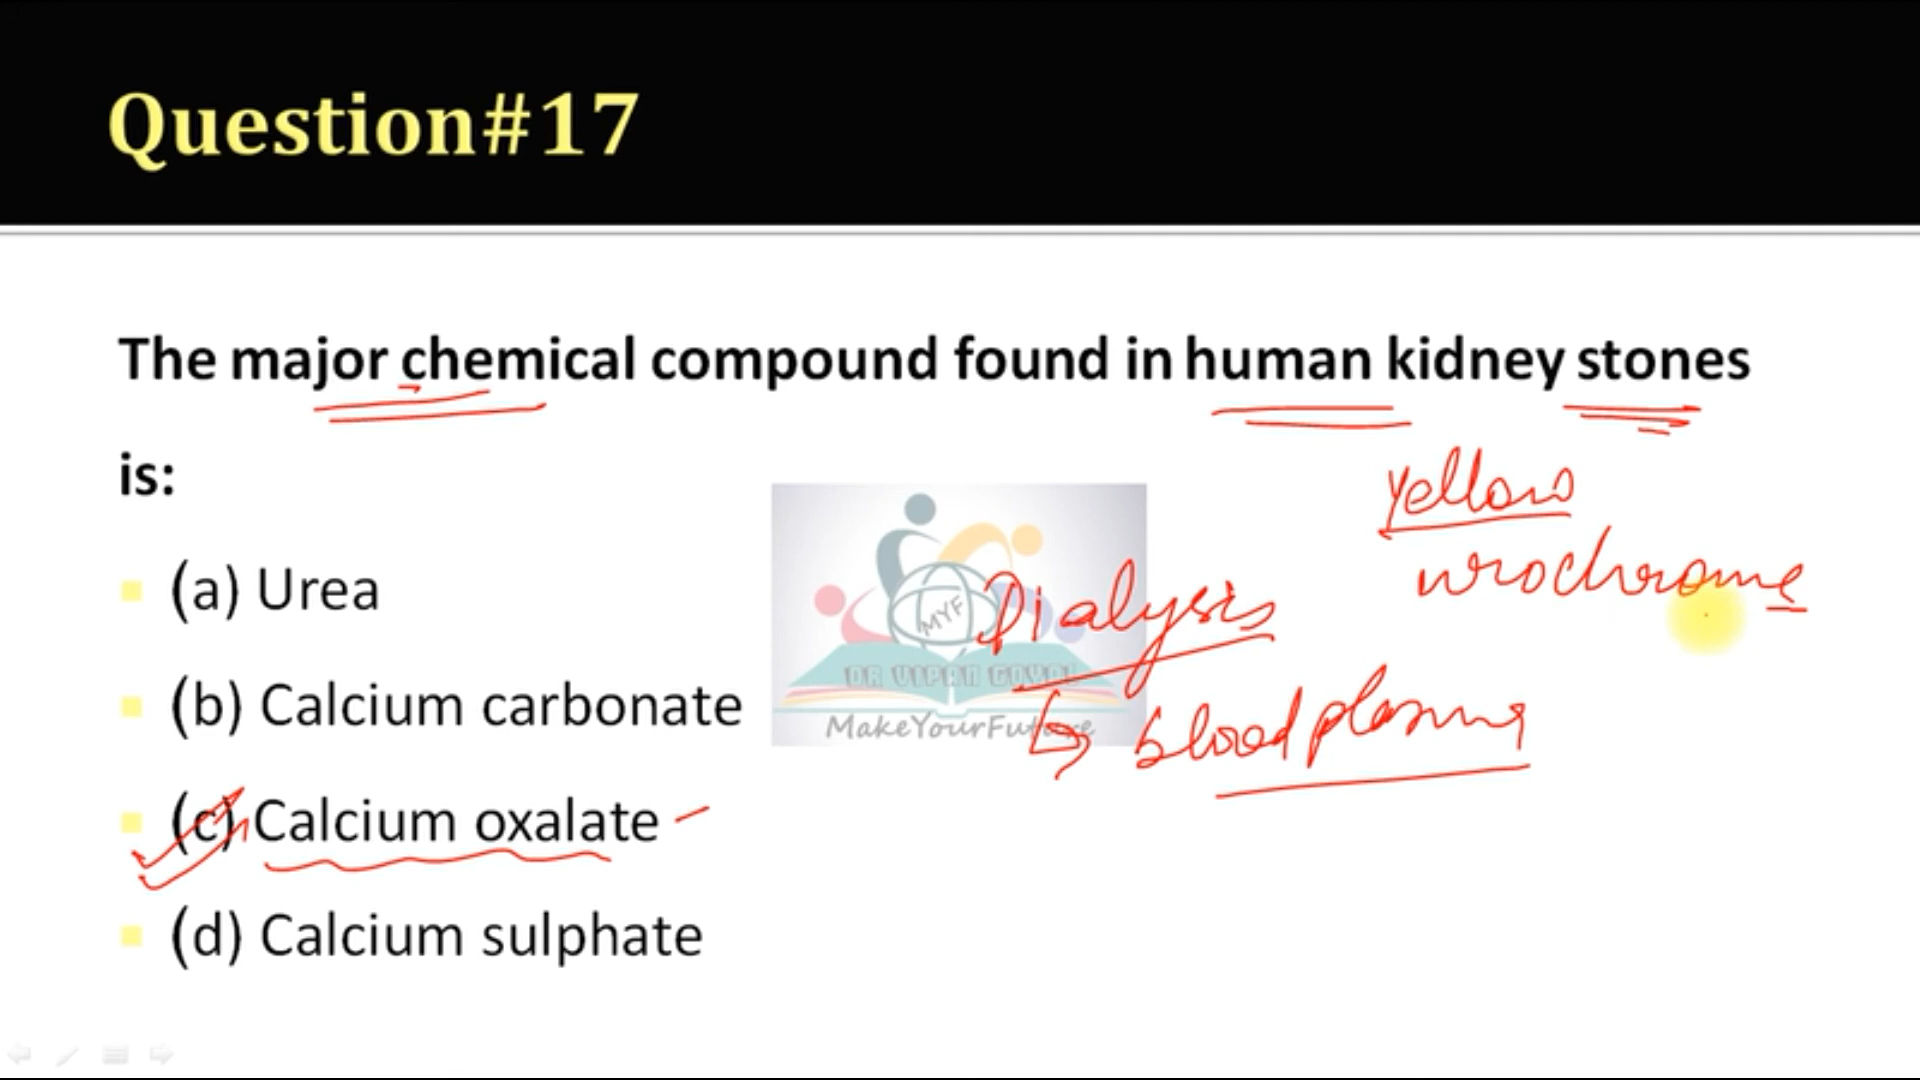 Question#17
The major chemical compound found in human kidney stones
is:
yellow
urochrome
(a) Urea
Dialysis
MYF
DR VIPAN GOYAL
MakeYourFuture
blood plasma
(b) Calcium carbonate
(c) Calcium oxalate
(d) Calcium sulphate